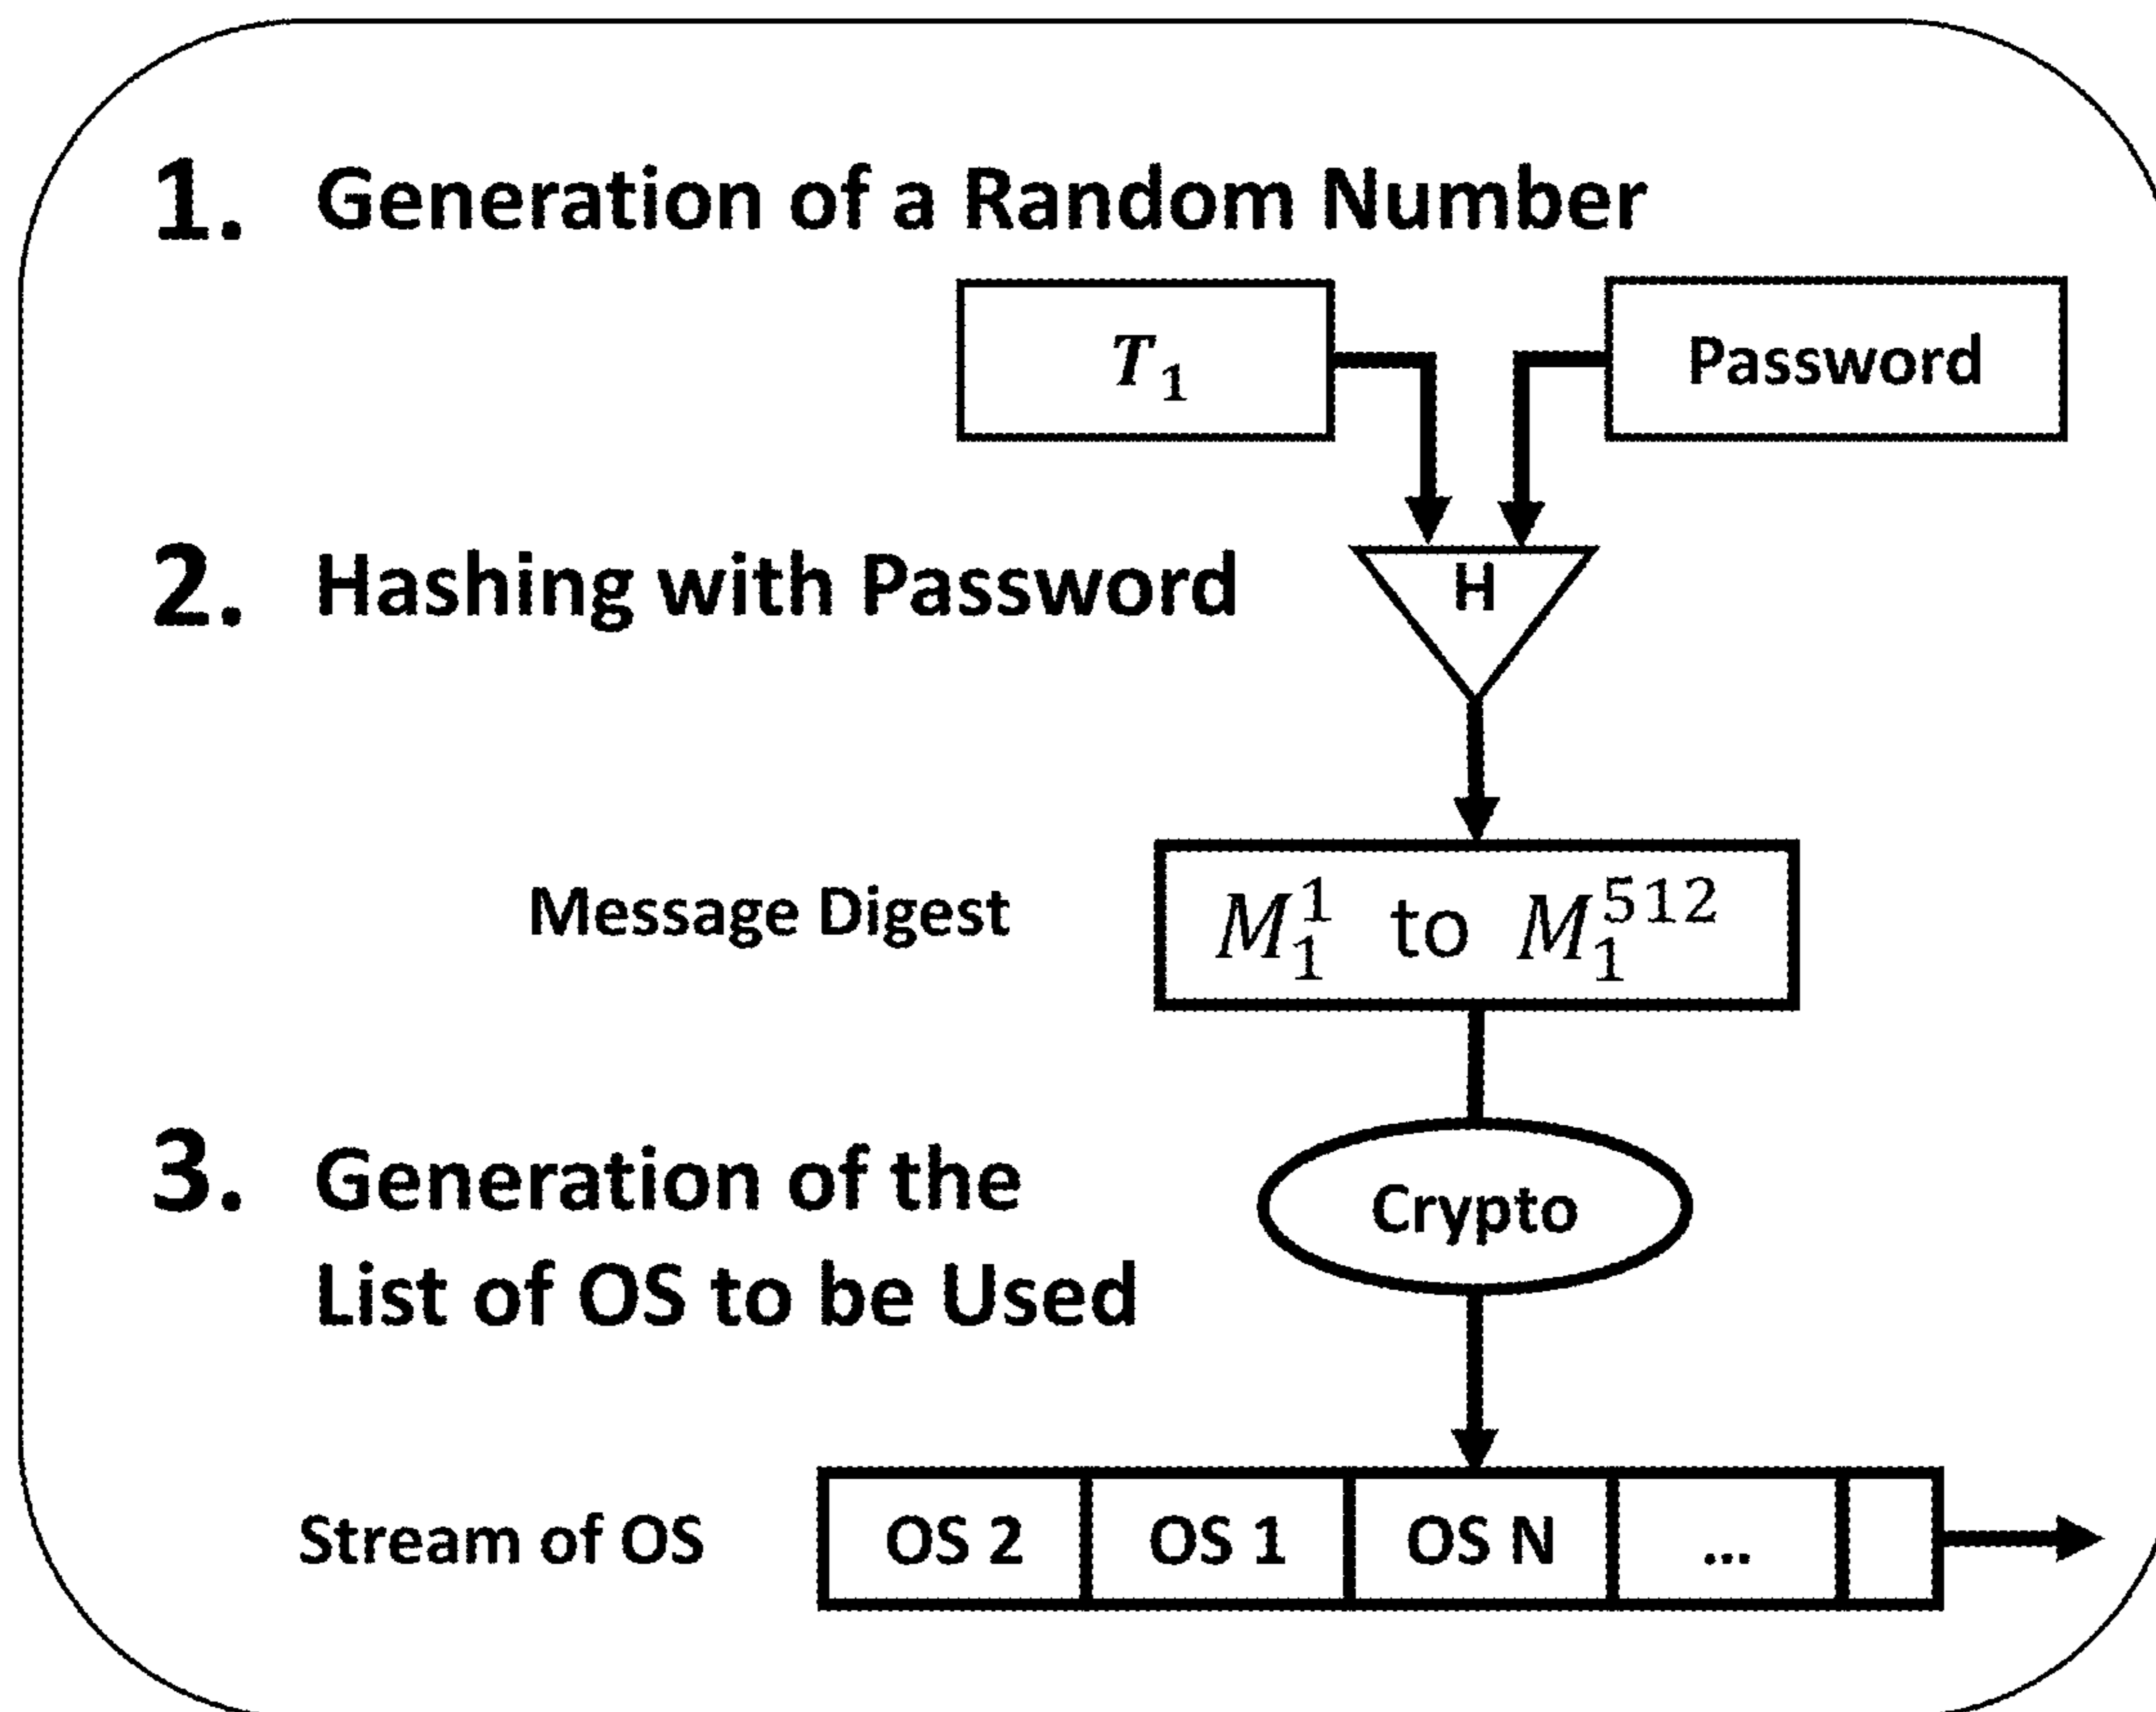 1. Generation of a Random Number
T₁
Password
2. Hashing with Password
H
Message Digest
M₁¹ to M₁⁵¹²
3. Generation of the
List of OS to be Used
Crypto
Stream of OS
OS 2
OS 1
OS N
...